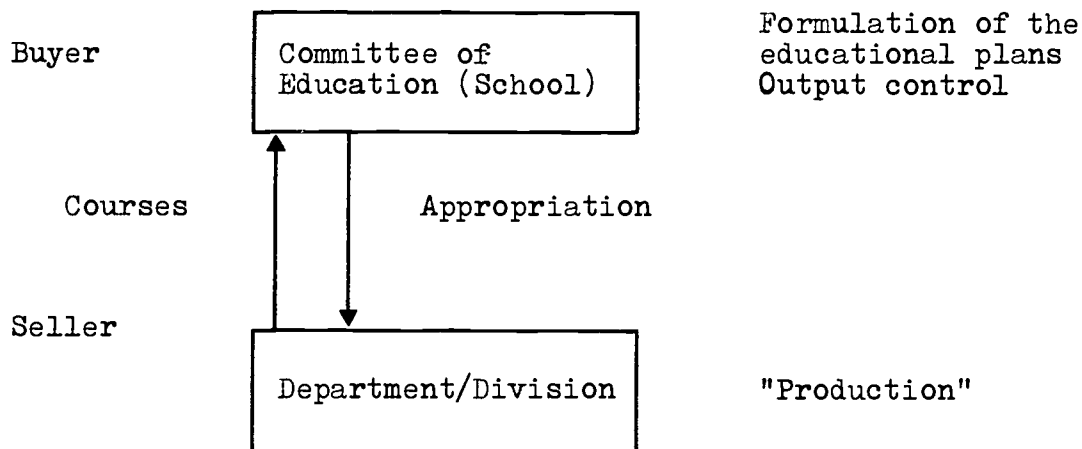 Buyer
Committee of
Education (School)
Formulation of the
educational plans
Output control
Courses
Appropriation
Seller
Department/Division
"Production"